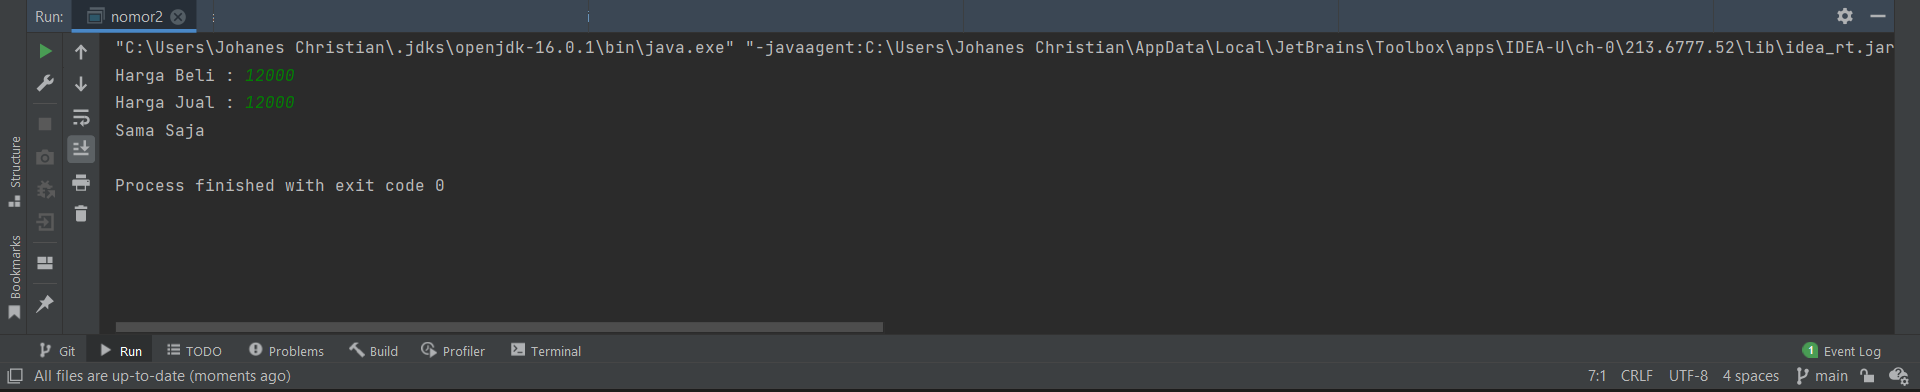 Run: nomor2
"C:\Users\Johanes Christian\.jdks\openjdk-16.0.1\bin\java.exe" "-javaagent:C:\Users\Johanes Christian\AppData\Local\JetBrains\Toolbox\apps\IDEA-U\ch-0\213.6777.52\lib\idea_rt.jar
Harga Beli : 12000
Harga Jual : 12000
Sama Saja
Process finished with exit code 0
Structure
Bookmarks
Git Run TODO Problems Build Profiler Terminal 1 Event Log
All files are up-to-date (moments ago) 7:1 CRLF UTF-8 4 spaces main